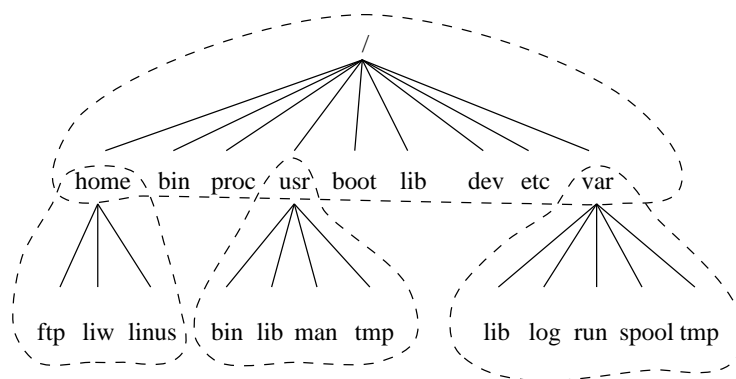 /
home bin proc usr boot lib dev etc var
ftp liw linus bin lib man tmp lib log run spool tmp